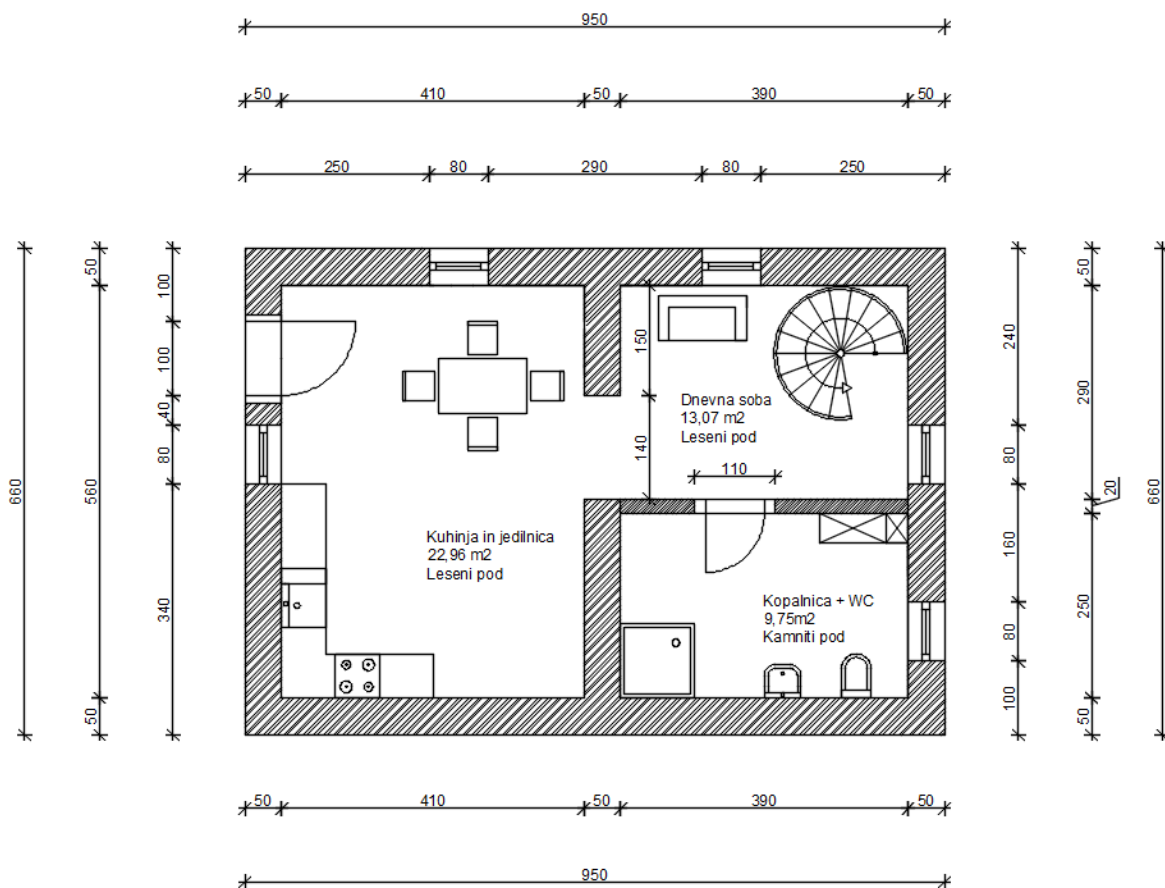 950
50 410 50 390 50
250 80 290 80 250
50
100
150
240
50
660
560
100
40
80
340
50
Dnevna soba
13,07 m2
Leseni pod
140
110
Kuhinja in jedilnica
22,96 m2
Leseni pod
Kopalnica + WC
9,75m2
Kamniti pod
80
160
80
100
290
20
250
50
660
50 410 50 390 50
950